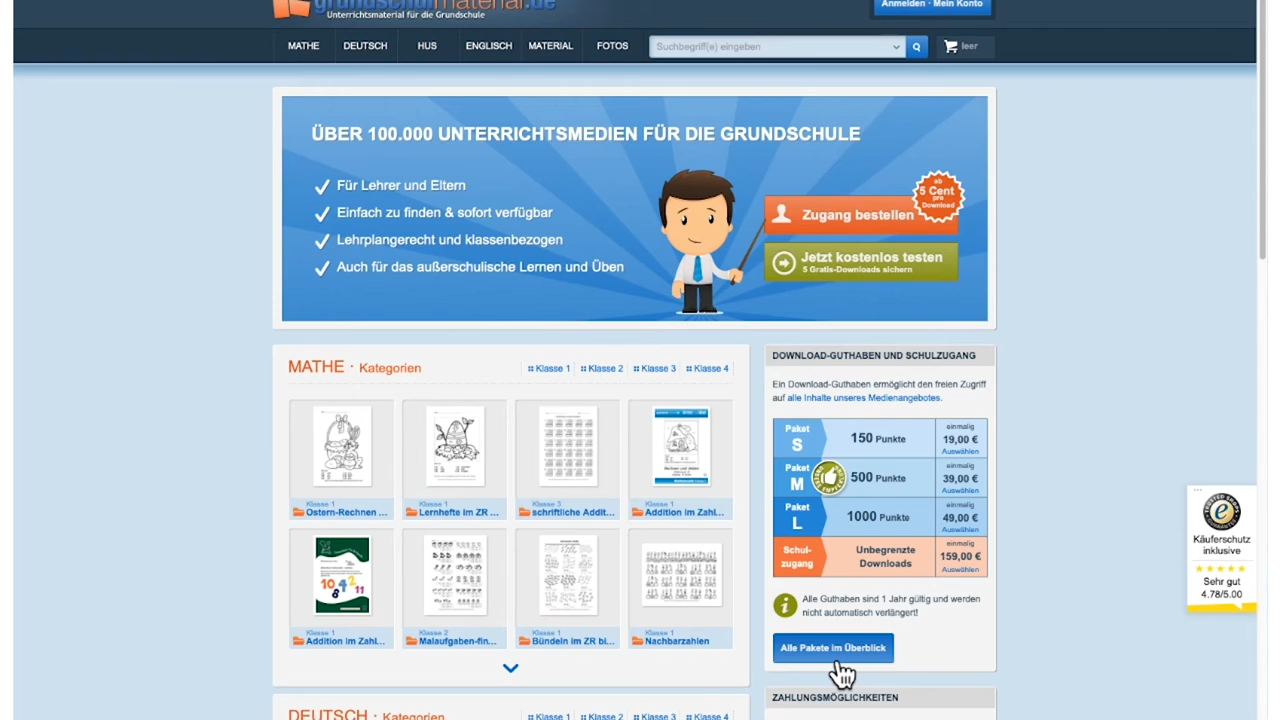 grundschulmaterial.de
Unterrichtsmaterial für die Grundschule
Anmelden · Mein Konto
MATHE DEUTSCH HUS ENGLISCH MATERIAL FOTOS Suchbegriff(e) eingeben leer
ÜBER 100.000 UNTERRICHTSMEDIEN FÜR DIE GRUNDSCHULE
Für Lehrer und Eltern
Einfach zu finden & sofort verfügbar
Lehrplangerecht und klassenbezogen
Auch für das außerschulische Lernen und Üben
ab
5 Cent
pro
Download
Zugang bestellen
Jetzt kostenlos testen
5 Gratis-Downloads sichern
MATHE · Kategorien
Klasse 1 Klasse 2 Klasse 3 Klasse 4
Klasse 1
Ostern-Rechnen ...
Klasse 1
Lernhefte im ZR ...
Klasse 3
schriftliche Addit...
Klasse 1
Addition im Zahl...
Klasse 1
Addition im Zahl...
Klasse 2
Malaufgaben-fin...
Klasse 1
Bündeln im ZR bi...
Klasse 1
Nachbarzahlen
DEUTSCH · Kategorien
Klasse 1 Klasse 2 Klasse 3 Klasse 4
DOWNLOAD-GUTHABEN UND SCHULZUGANG
Ein Download-Guthaben ermöglicht den freien Zugriff
auf alle Inhalte unseres Medienangebotes.
Paket
S
150 Punkte
einmalig
19,00 €
Auswählen
Paket
M
500 Punkte
einmalig
39,00 €
Auswählen
Paket
L
1000 Punkte
einmalig
49,00 €
Auswählen
Schul-
zugang
Unbegrenzte
Downloads
einmalig
159,00 €
Auswählen
Alle Guthaben sind 1 Jahr gültig und werden
nicht automatisch verlängert!
Alle Pakete im Überblick
ZAHLUNGSMÖGLICHKEITEN
Käuferschutz
inklusive
Sehr gut
4.78/5.00